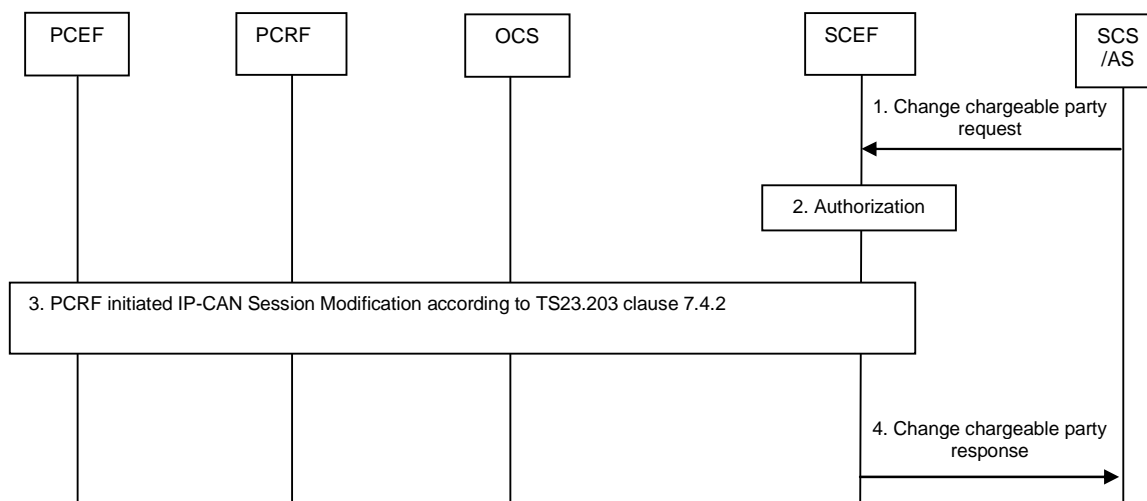 PCEF
PCRF
OCS
SCEF
SCS
/AS
1. Change chargeable party
request
2. Authorization
3. PCRF initiated IP-CAN Session Modification according to TS23.203 clause 7.4.2
4. Change chargeable party
response